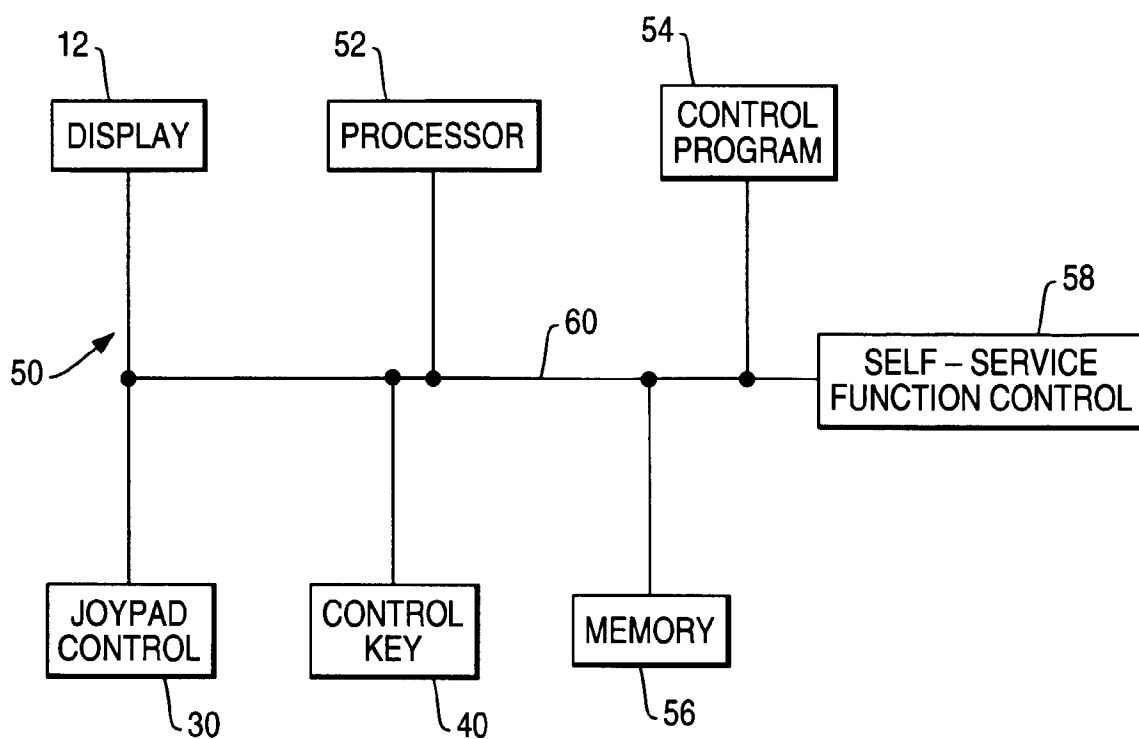 12
52
54
DISPLAY
PROCESSOR
CONTROL
PROGRAM
58
50
60
SELF – SERVICE
FUNCTION CONTROL
JOYPAD
CONTROL
CONTROL
KEY
MEMORY
30
40
56